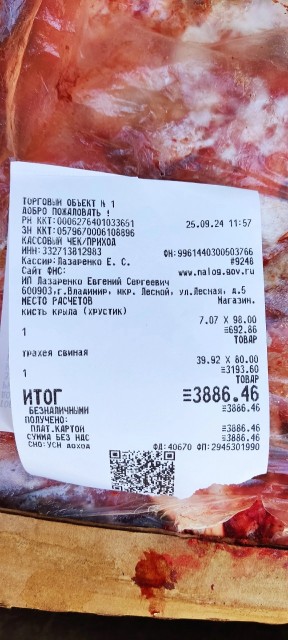 ТОРГОВЫЙ ОБЪЕКТ № 1
ДОБРО ПОЖАЛОВАТЬ !
РН ККТ:0006276401033651 25.09.24 11:57
ЗН ККТ:0579670006108896
КАССОВЫЙ ЧЕК/ПРИХОД
ИНН:332713812983 ФН:9961440300503766
Кассир:Лазаренко Е. С. #9248
Сайт ФНС: www.nalog.gov.ru
ИП Лазаренко Евгений Сергеевич
600903,г.Владимир, мкр. Лесной, ул.Лесная, д.5
МЕСТО РАСЧЕТОВ Магазин.
кисть крыла (хрустик)
7.07 X 98.00
1 ≡692.86
ТОВАР
трахея свиная
39.92 X 80.00
1 ≡3193.60
ТОВАР
ИТОГ ≡3886.46
БЕЗНАЛИЧНЫМИ ≡3886.46
ПОЛУЧЕНО:
ПЛАТ.КАРТОЙ ≡3886.46
СУММА БЕЗ НДС ≡3886.46
СНО:УСН доход ФД:40670 ФП:2945301990